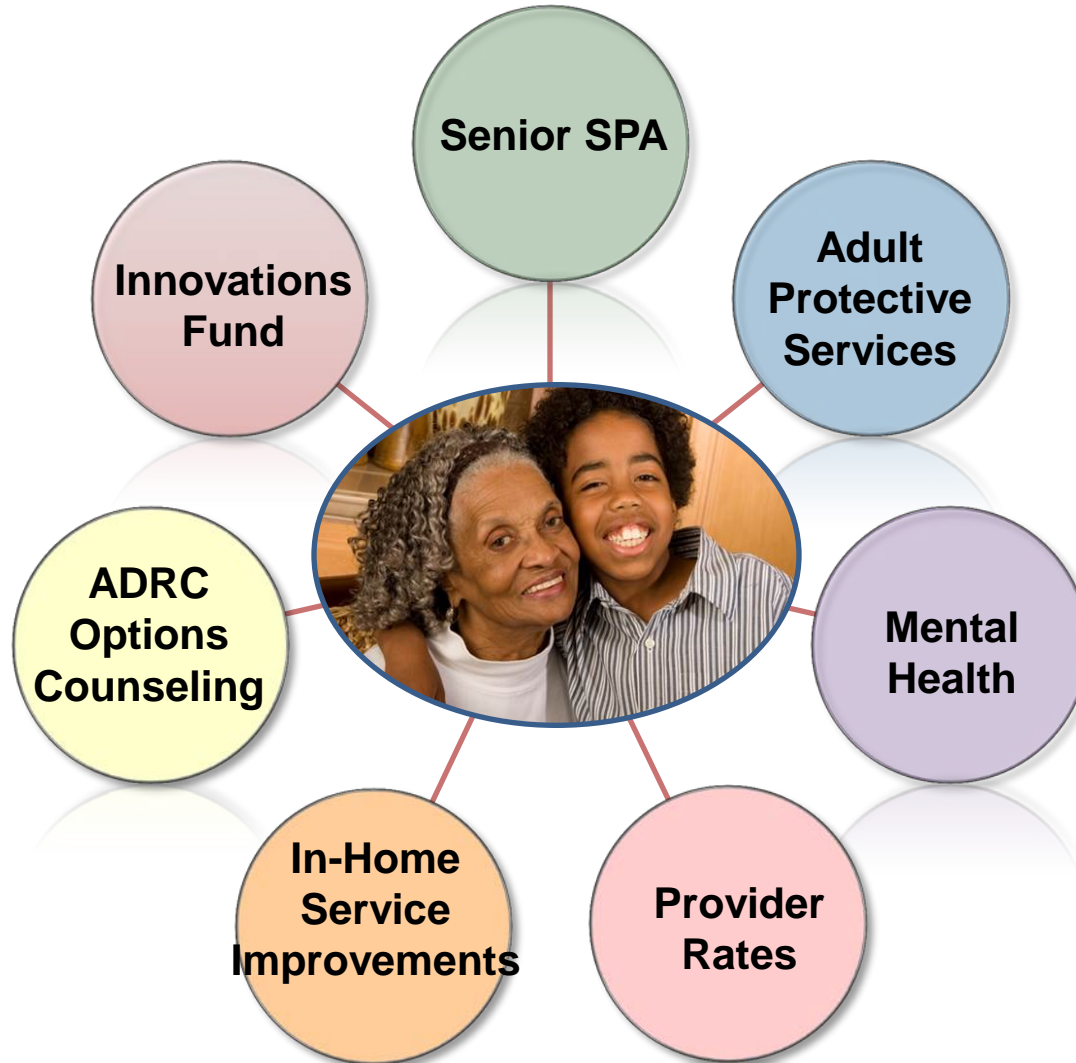 Senior SPA
Adult
Protective
Services
Mental
Health
Provider
Rates
In-Home
Service
Improvements
ADRC
Options
Counseling
Innovations
Fund